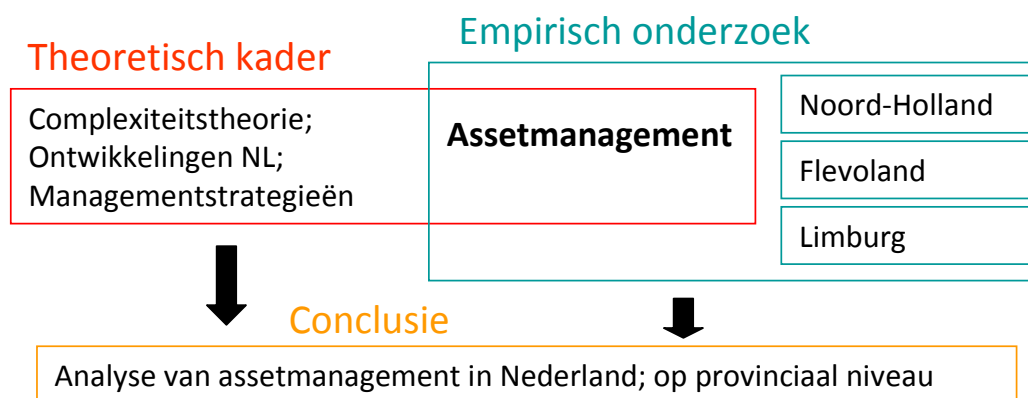 Theoretisch kader
Complexiteitstheorie;
Ontwikkelingen NL;
Managementstrategieën
Empirisch onderzoek
Assetmanagement
Noord-Holland
Flevoland
Limburg
Conclusie
Analyse van assetmanagement in Nederland; op provinciaal niveau